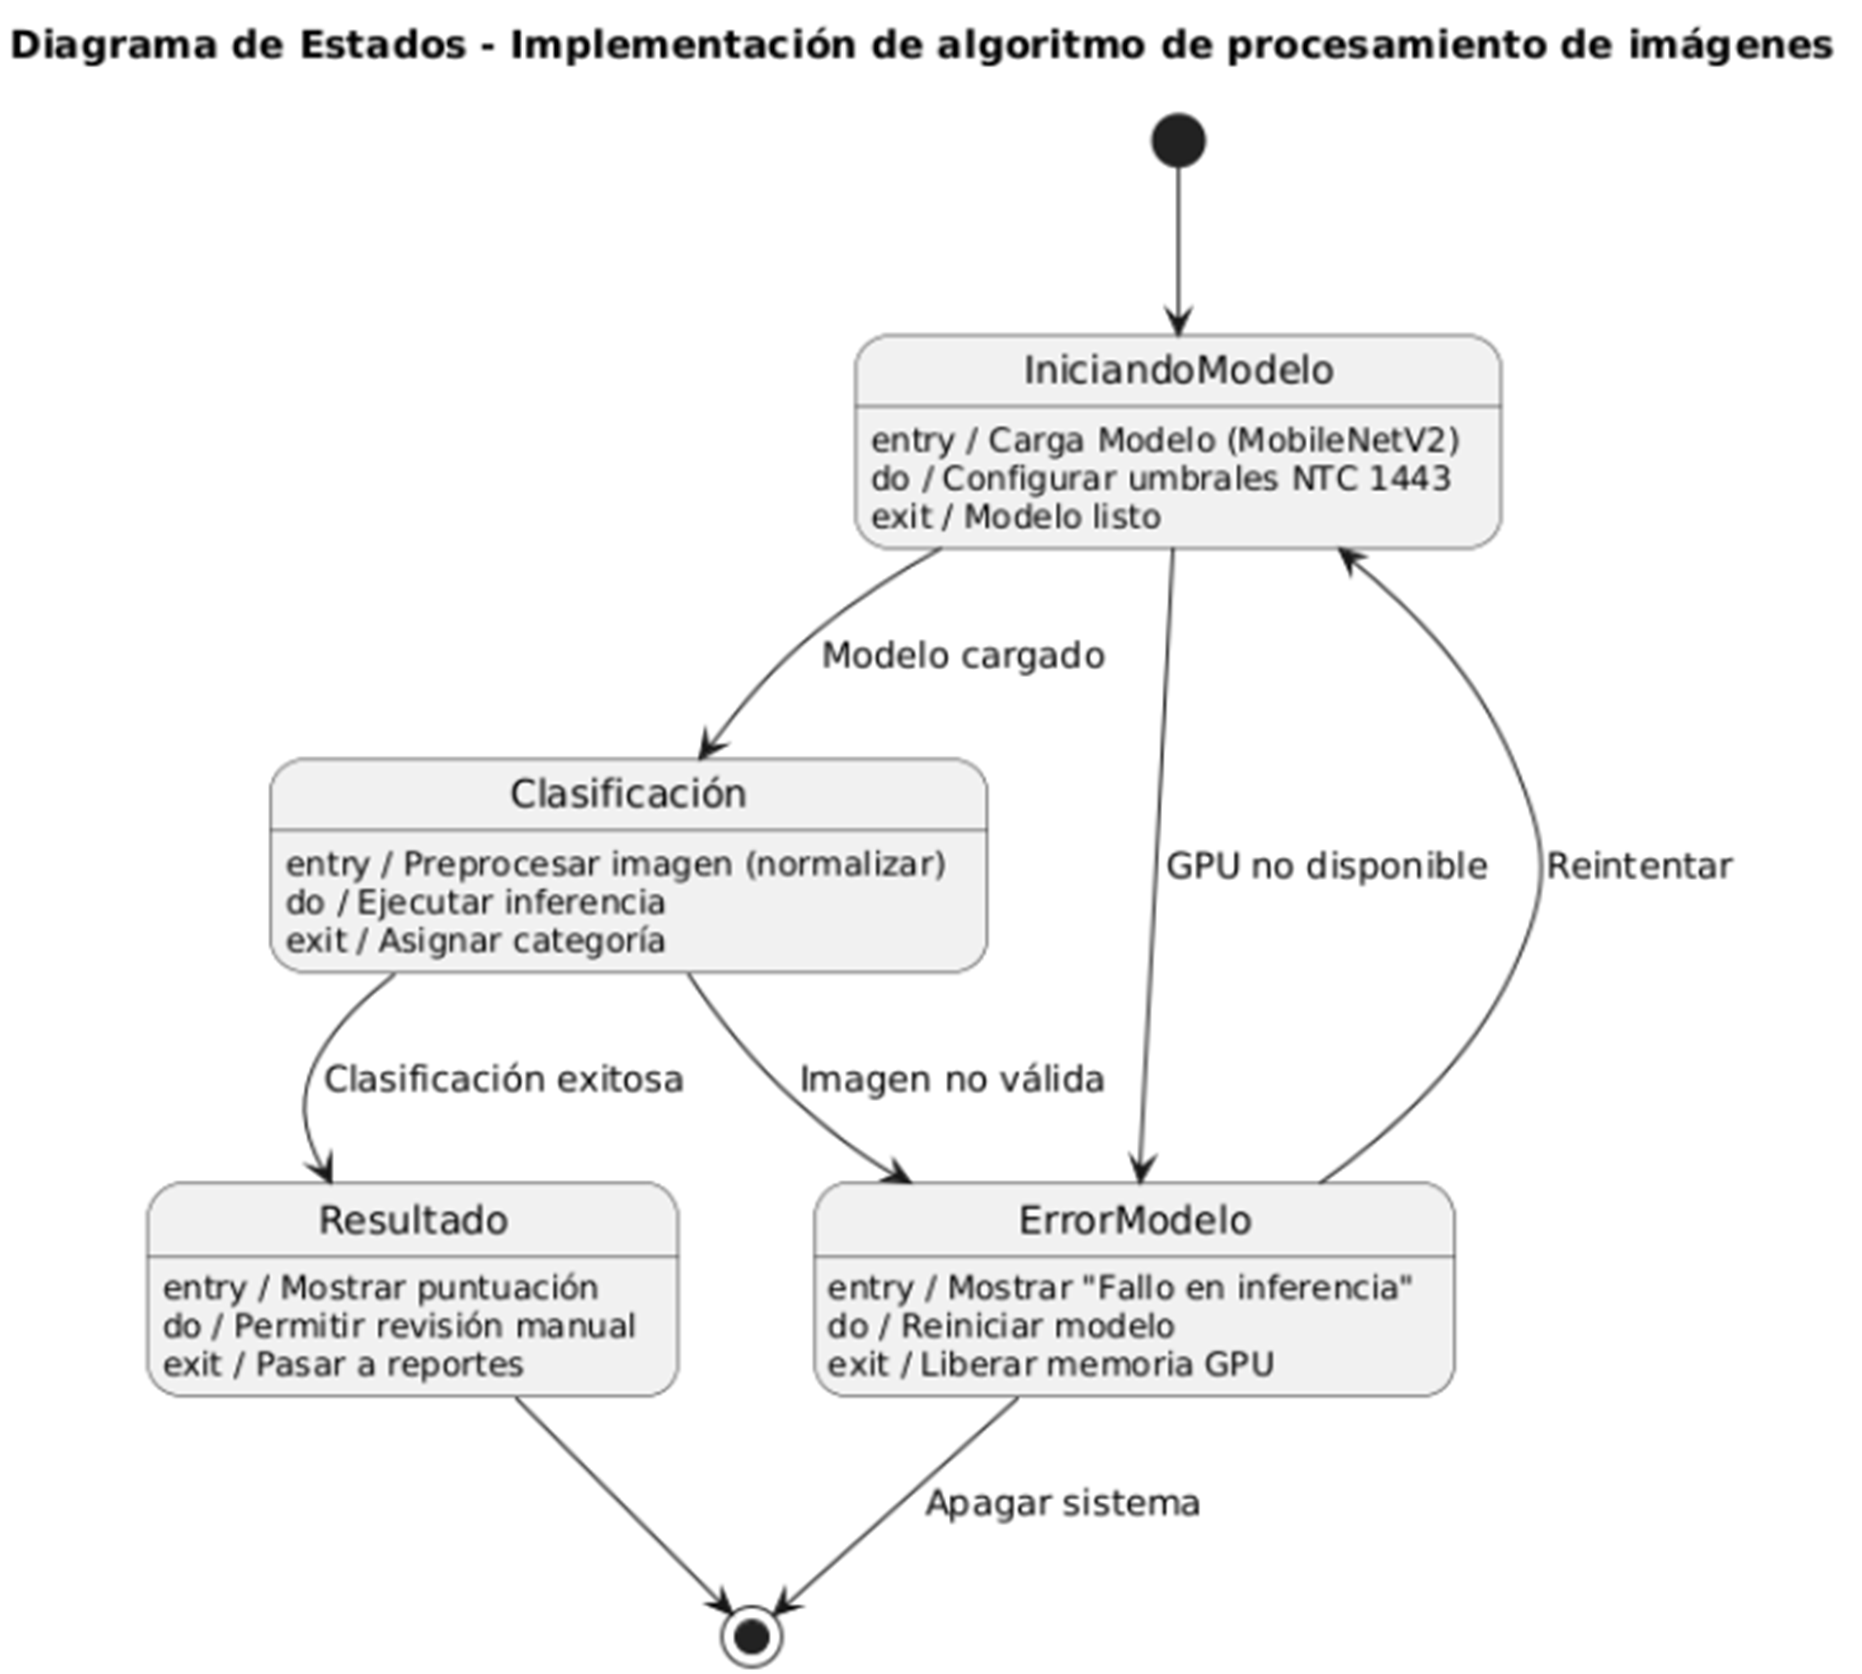 Diagrama de Estados - Implementación de algoritmo de procesamiento de imágenes
IniciandoModelo
entry / Carga Modelo (MobileNetV2)
do / Configurar umbrales NTC 1443
exit / Modelo listo
Modelo cargado
Clasificación
entry / Preprocesar imagen (normalizar)
do / Ejecutar inferencia
exit / Asignar categoría
GPU no disponible
Reintentar
Clasificación exitosa
Imagen no válida
Resultado
entry / Mostrar puntuación
do / Permitir revisión manual
exit / Pasar a reportes
ErrorModelo
entry / Mostrar "Fallo en inferencia"
do / Reiniciar modelo
exit / Liberar memoria GPU
Apagar sistema